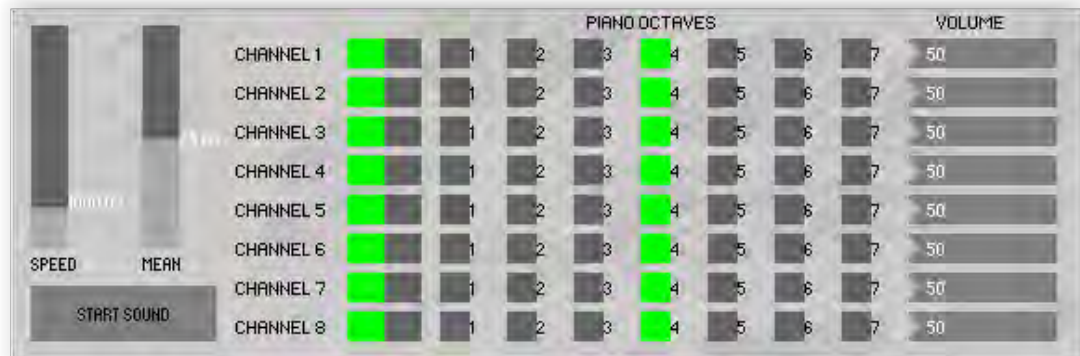 PIANO OCTAVES VOLUME
CHANNEL 1 1 2 3 4 5 6 7 50
CHANNEL 2 1 2 3 4 5 6 7 50
CHANNEL 3 1 2 3 4 5 6 7 50
CHANNEL 4 1 2 3 4 5 6 7 50
CHANNEL 5 1 2 3 4 5 6 7 50
CHANNEL 6 1 2 3 4 5 6 7 50
SPEED MEAN
CHANNEL 7 1 2 3 4 5 6 7 50
START SOUND
CHANNEL 8 1 2 3 4 5 6 7 50